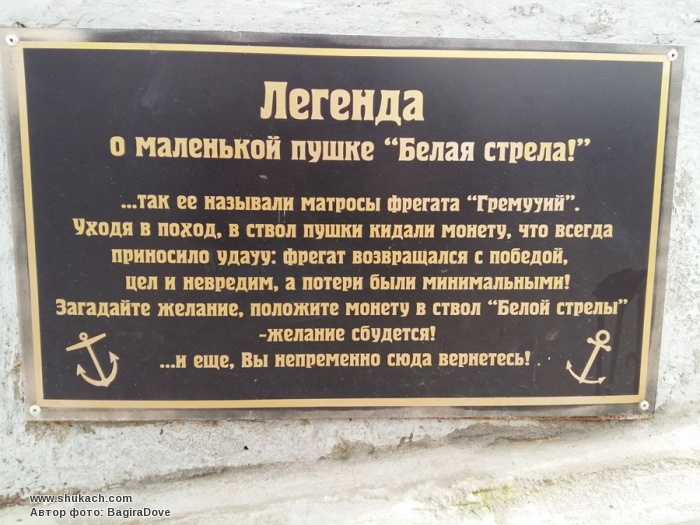 Легенда
о маленькой пушке “Белая стрела!”
...так ее называли матросы фрегата “Гремучий”.
Уходя в поход, в ствол пушки кидали монету, что всегда
приносило удачу: фрегат возвращался с победой,
цел и невредим, а потери были минимальными!
Загадайте желание, положите монету в ствол “Белой стрелы”
-желание сбудется!
...и еще, Вы непременно сюда вернетесь!
www.shukach.com
Автор фото: BagiraDove